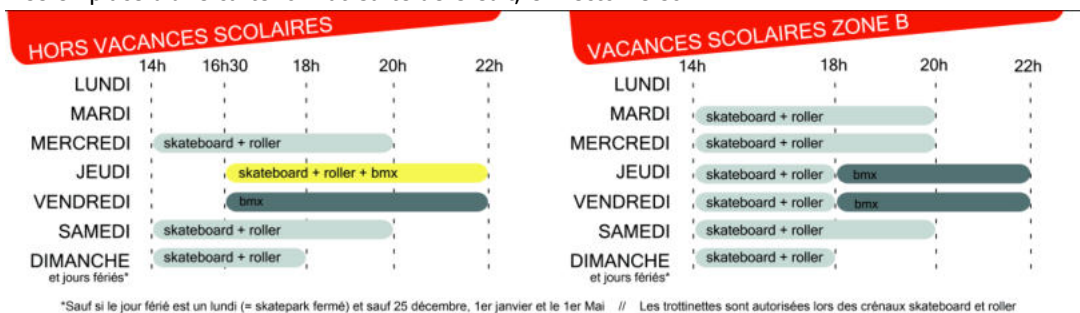 HORS VACANCES SCOLAIRES
14h 16h30 18h 20h 22h
LUNDI
MARDI
MERCREDI skateboard + roller
JEUDI skateboard + roller + bmx
VENDREDI bmx
SAMEDI skateboard + roller
DIMANCHE skateboard + roller
et jours fériés*
VACANCES SCOLAIRES ZONE B
14h 18h 20h 22h
LUNDI
MARDI skateboard + roller
MERCREDI skateboard + roller
JEUDI skateboard + roller bmx
VENDREDI skateboard + roller bmx
SAMEDI skateboard + roller
DIMANCHE skateboard + roller
et jours fériés*
*Sauf si le jour férié est un lundi (= skatepark fermé) et sauf 25 décembre, 1er janvier et le 1er Mai // Les trottinettes sont autorisées lors des crénaux skateboard et roller